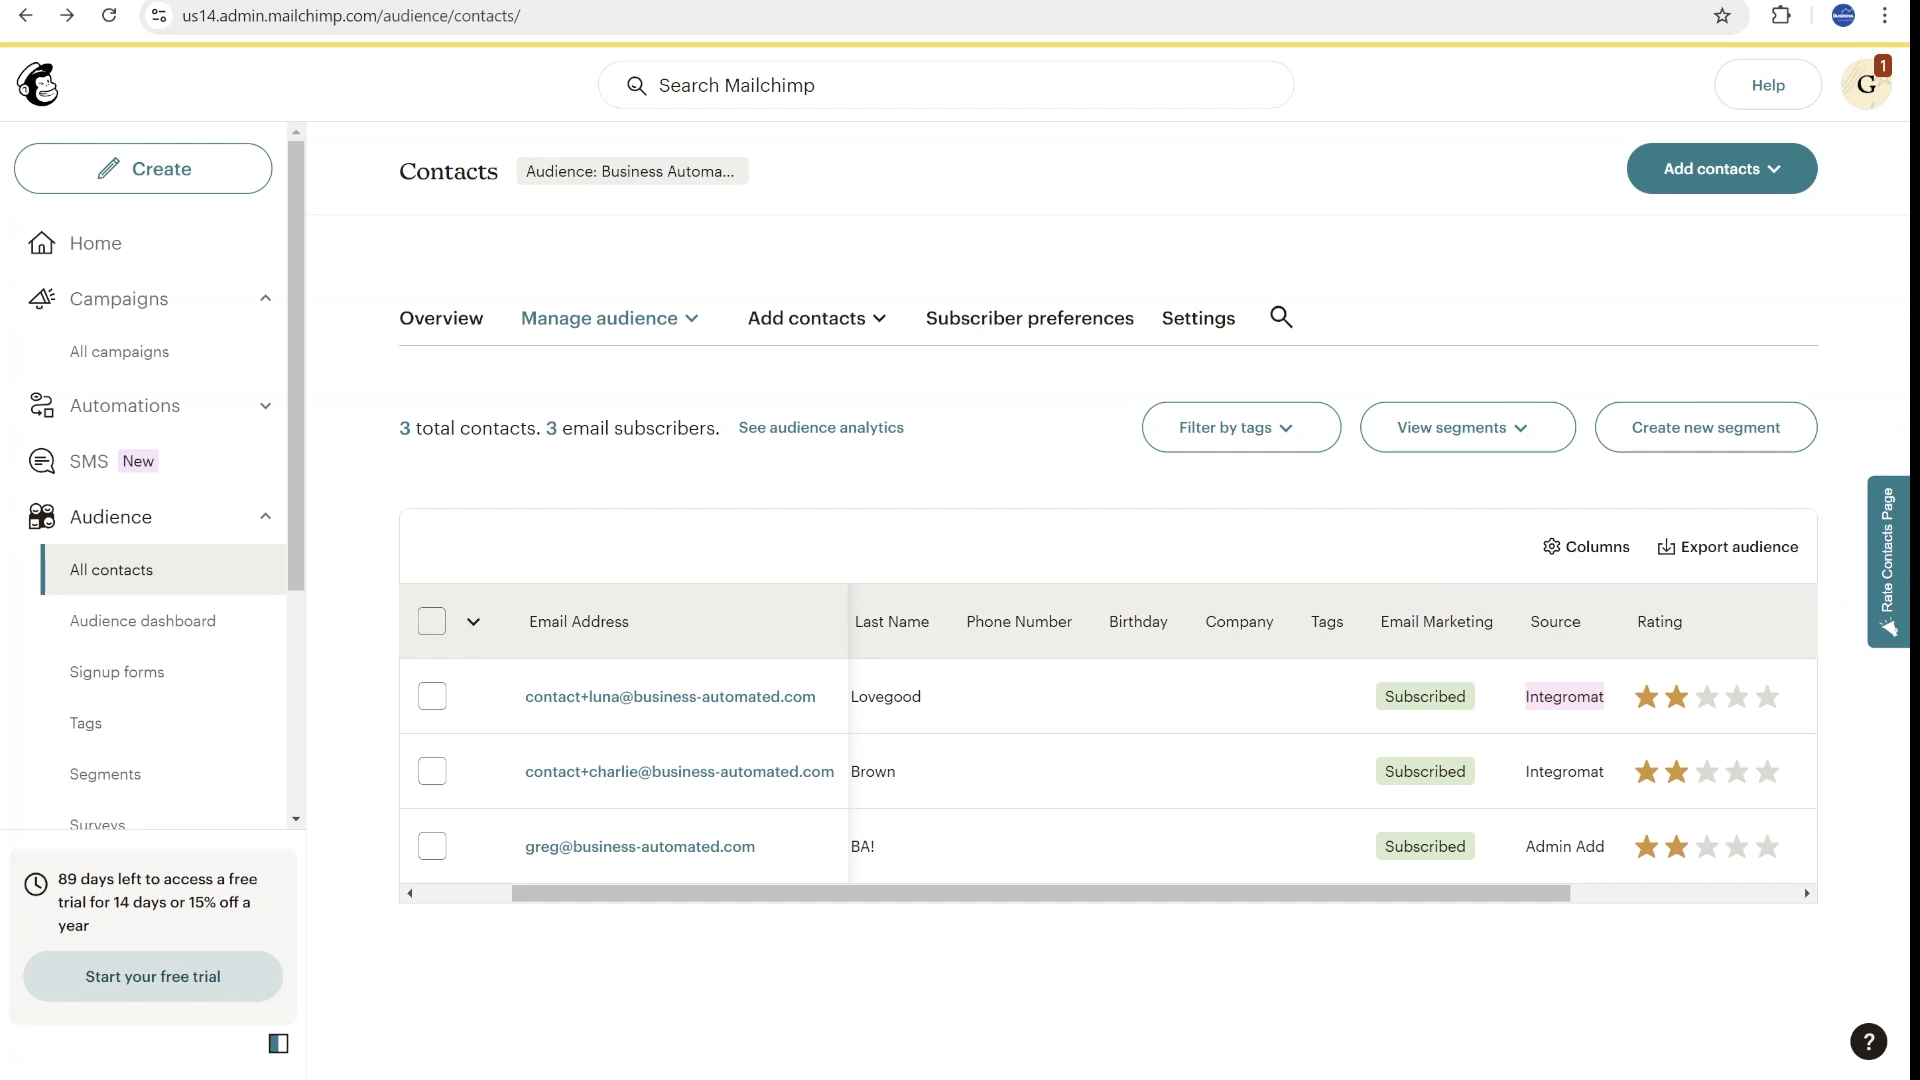 us14.admin.mailchimp.com/audience/contacts/
Search Mailchimp
Help
G
1
Create
Home
Campaigns
All campaigns
Automations
SMS New
Audience
All contacts
Audience dashboard
Signup forms
Tags
Segments
Surveys
89 days left to access a free
trial for 14 days or 15% off a
year
Start your free trial
Contacts
Audience: Business Automa...
Add contacts
Overview
Manage audience
Add contacts
Subscriber preferences
Settings
3 total contacts. 3 email subscribers.
See audience analytics
Filter by tags
View segments
Create new segment
Columns
Export audience
Email Address Last Name Phone Number Birthday Company Tags Email Marketing Source Rating
contact+luna@business-automated.com Lovegood Subscribed Integromat
contact+charlie@business-automated.com Brown Subscribed Integromat
greg@business-automated.com BA! Subscribed Admin Add
Rate Contacts Page
?